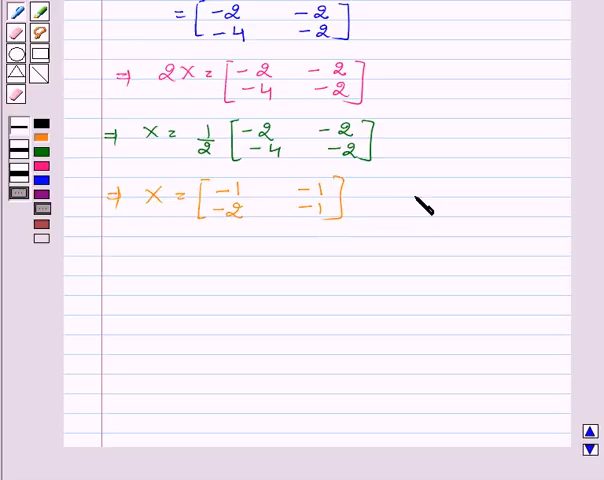 = [-2 -2
-4 -2]
⇒ 2X = [-2 -2
-4 -2]
⇒ X = 1/2 [-2 -2
-4 -2]
⇒ X = [-1 -1
-2 -1]